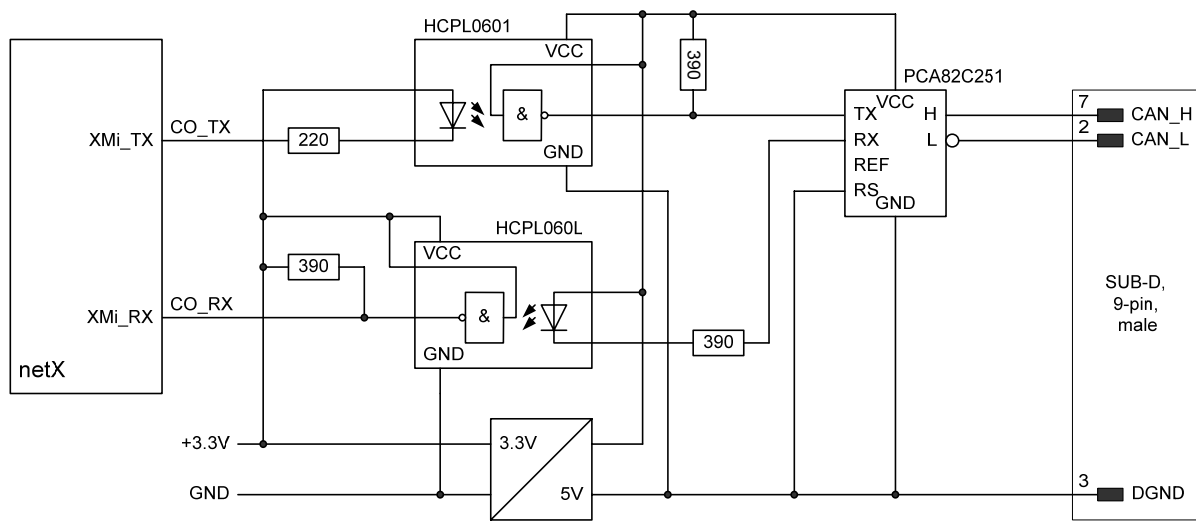 HCPL0601
VCC
390
PCA82C251
VCC
7
CAN_H
TX
H
2
CAN_L
XMi_TX
CO_TX
220
&
RX
L
GND
REF
RS
GND
HCPL060L
VCC
390
SUB-D,
9-pin,
male
XMi_RX
CO_RX
&
GND
390
netX
+3.3V
3.3V
GND
5V
3
DGND